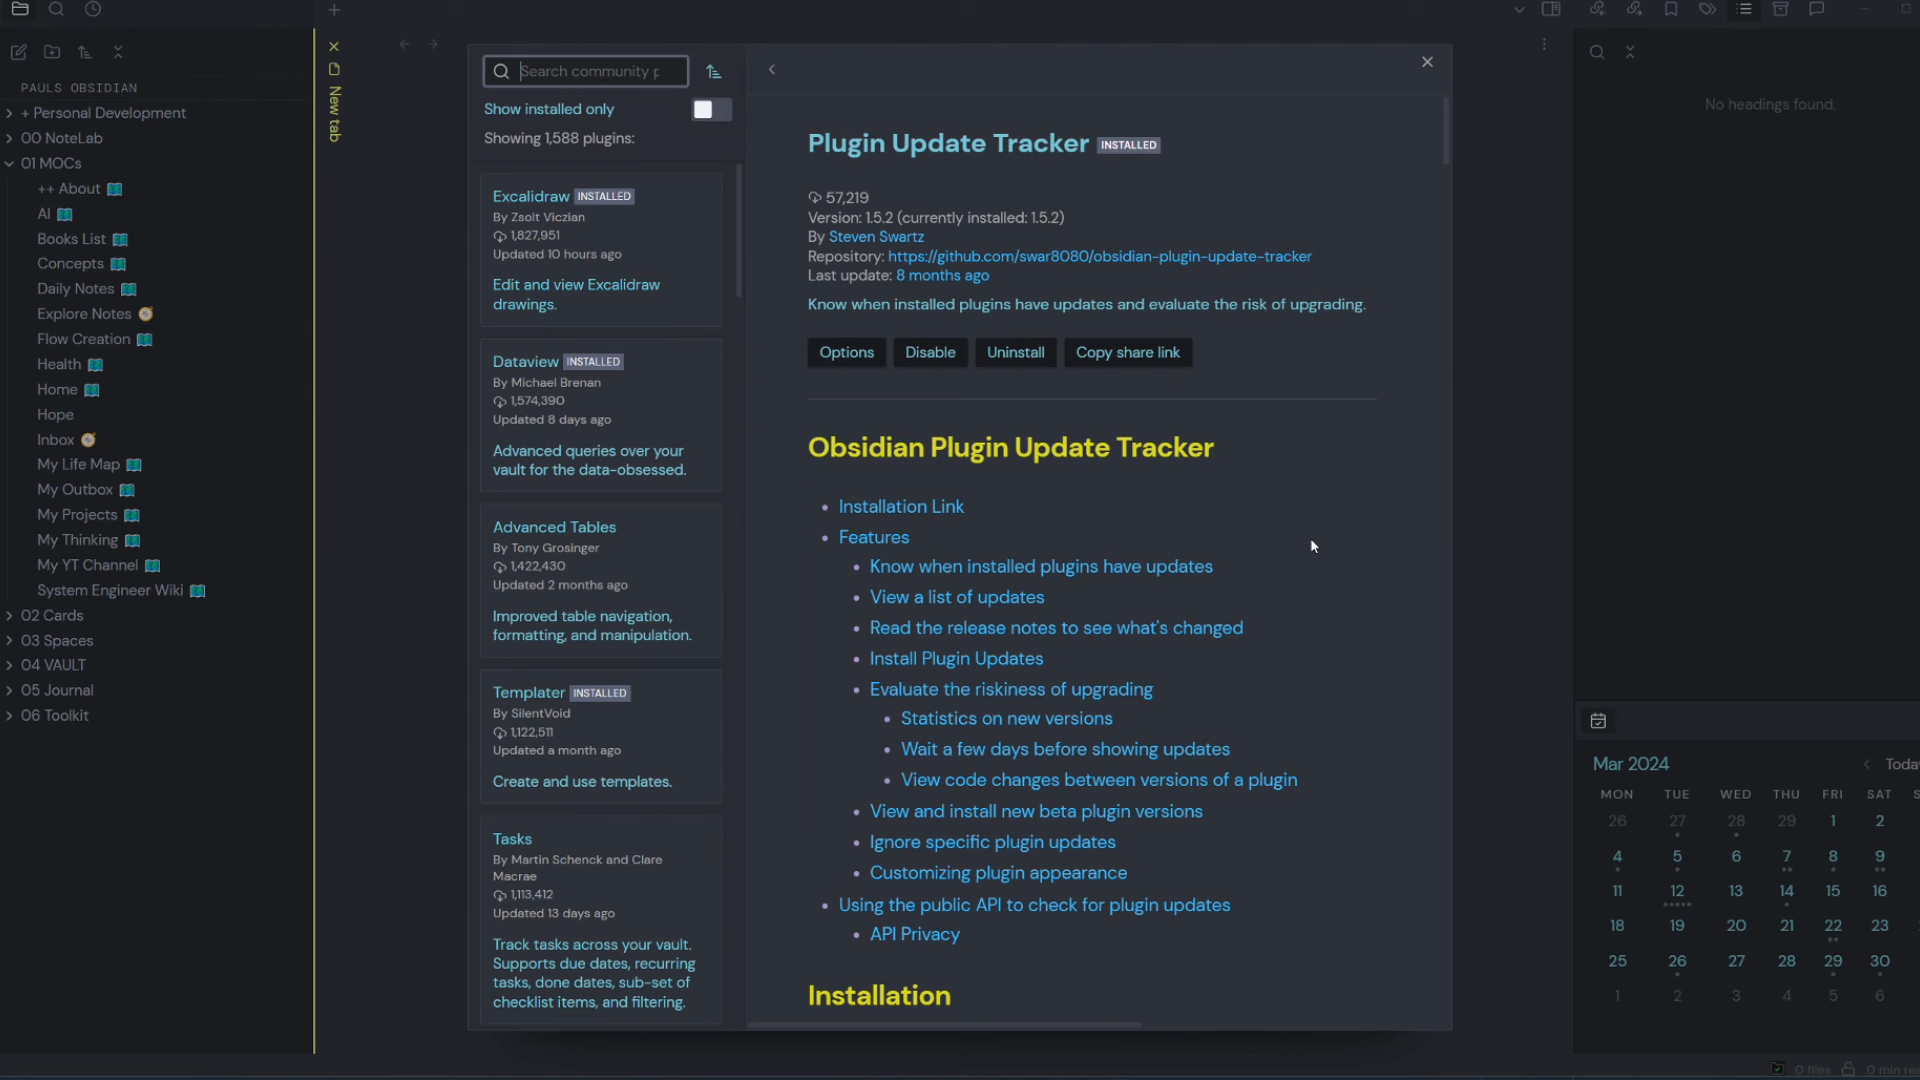 PAULS OBSIDIAN
+ Personal Development
00 NoteLab
01 MOCs
++ About
AI
Books List
Concepts
Daily Notes
Explore Notes
Flow Creation
Health
Home
Hope
Inbox
My Life Map
My Outbox
My Projects
My Thinking
My YT Channel
System Engineer Wiki
02 Cards
03 Spaces
04 VAULT
05 Journal
06 Toolkit
New tab
Search community p
Show installed only
Showing 1,588 plugins:
Excalidraw INSTALLED
By Zsolt Viczian
1,827,951
Updated 10 hours ago
Edit and view Excalidraw
drawings.
Dataview INSTALLED
By Michael Brenan
1,574,390
Updated 8 days ago
Advanced queries over your
vault for the data-obsessed.
Advanced Tables
By Tony Grosinger
1,422,430
Updated 2 months ago
Improved table navigation,
formatting, and manipulation.
Templater INSTALLED
By SilentVoid
1,122,511
Updated a month ago
Create and use templates.
Tasks
By Martin Schenck and Clare
Macrae
1,113,412
Updated 13 days ago
Track tasks across your vault.
Supports due dates, recurring
tasks, done dates, sub-set of
checklist items, and filtering.
Plugin Update Tracker INSTALLED
57,219
Version: 1.5.2 (currently installed: 1.5.2)
By Steven Swartz
Repository: https://github.com/swar8080/obsidian-plugin-update-tracker
Last update: 8 months ago
Know when installed plugins have updates and evaluate the risk of upgrading.
Options Disable Uninstall Copy share link
Obsidian Plugin Update Tracker
Installation Link
Features
Know when installed plugins have updates
View a list of updates
Read the release notes to see what's changed
Install Plugin Updates
Evaluate the riskiness of upgrading
Statistics on new versions
Wait a few days before showing updates
View code changes between versions of a plugin
View and install new beta plugin versions
Ignore specific plugin updates
Customizing plugin appearance
Using the public API to check for plugin updates
API Privacy
Installation
No headings found.
Mar 2024 Toda
MON TUE WED THU FRI SAT S
26 27 28 29 1 2
4 5 6 7 8 9
11 12 13 14 15 16
18 19 20 21 22 23
25 26 27 28 29 30
1 2 3 4 5 6
0 files 0 min rea